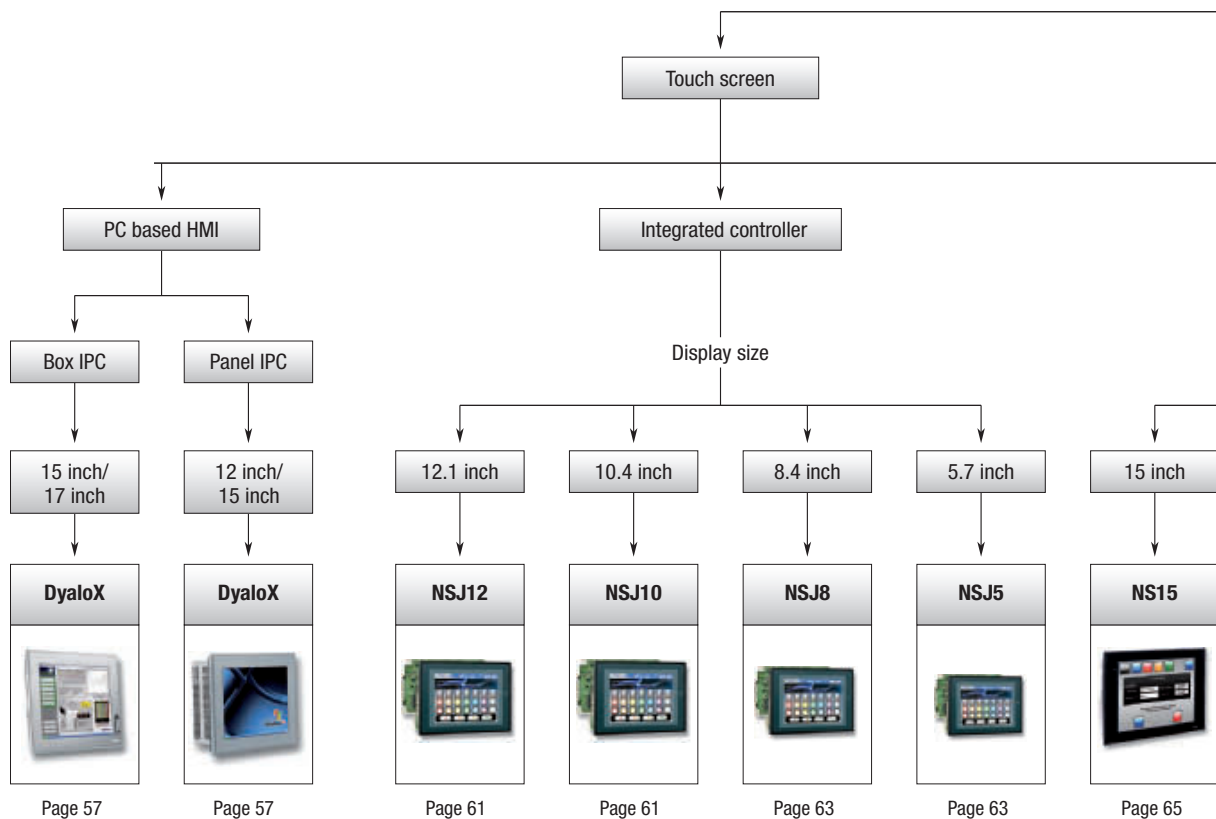 Touch screen
PC based HMI
Integrated controller
Box IPC
Panel IPC
Display size
15 inch/
17 inch
12 inch/
15 inch
12.1 inch
10.4 inch
8.4 inch
5.7 inch
15 inch
DyaloX
DyaloX
NSJ12
NSJ10
NSJ8
NSJ5
NS15
Page 57
Page 57
Page 61
Page 61
Page 63
Page 63
Page 65